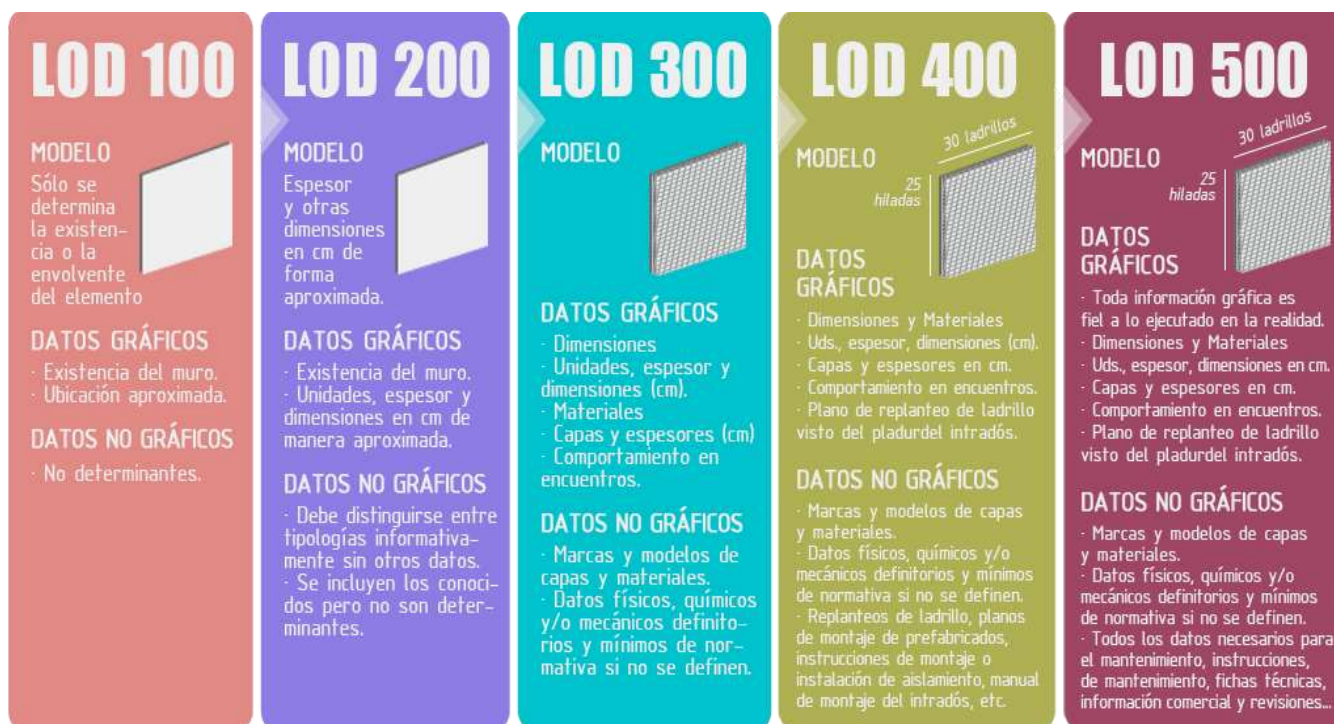 LOD 100
MODELO
Sólo se
determina
la existen-
cia o la
envolvente
del elemento
DATOS GRÁFICOS
· Existencia del muro.
· Ubicación aproximada.
DATOS NO GRÁFICOS
· No determinantes.
LOD 200
MODELO
Espesor
y otras
dimensiones
en cm de
forma
aproximada.
DATOS GRÁFICOS
· Existencia del muro.
· Unidades, espesor y
dimensiones en cm de
manera aproximada.
DATOS NO GRÁFICOS
· Debe distinguirse entre
tipologías informativa-
mente sin otros datos.
· Se incluyen los conoci-
dos pero no son deter-
minantes.
LOD 300
MODELO
DATOS GRÁFICOS
· Dimensiones
· Unidades, espesor y
dimensiones (cm).
· Materiales
· Capas y espesores (cm)
· Comportamiento en
encuentros.
DATOS NO GRÁFICOS
· Marcas y modelos de
capas y materiales.
· Datos físicos, químicos
y/o mecánicos definito-
rios y mínimos de nor-
mativa si no se definen.
LOD 400
30 ladrillos
MODELO
25
hiladas
DATOS
GRÁFICOS
· Dimensiones y Materiales
· Uds., espesor, dimensiones (cm).
· Capas y espesores en cm.
· Comportamiento en encuentros.
· Plano de replanteo de ladrillo
visto del pladurdel intradós.
DATOS NO GRÁFICOS
· Marcas y modelos de capas
y materiales.
· Datos físicos, químicos y/o
mecánicos definitorios y mínimos
de normativa si no se definen.
· Replanteos de ladrillo, planos
de montaje de prefabricados,
instrucciones de montaje o
instalación de aislamiento, manual
de montaje del intradós, etc.
LOD 500
30 ladrillos
MODELO
25
hiladas
DATOS
GRÁFICOS
· Toda información gráfica es
fiel a lo ejecutado en la realidad.
· Dimensiones y Materiales
· Uds., espesor, dimensiones en cm.
· Capas y espesores en cm.
· Comportamiento en encuentros.
· Plano de replanteo de ladrillo
visto del pladurdel intradós.
DATOS NO GRÁFICOS
· Marcas y modelos de capas
y materiales.
· Datos físicos, químicos y/o
mecánicos definitorios y mínimos
de normativa si no se definen.
· Todos los datos necesarios para
el mantenimiento, instrucciones,
de mantenimiento, fichas técnicas,
información comercial y revisiones...